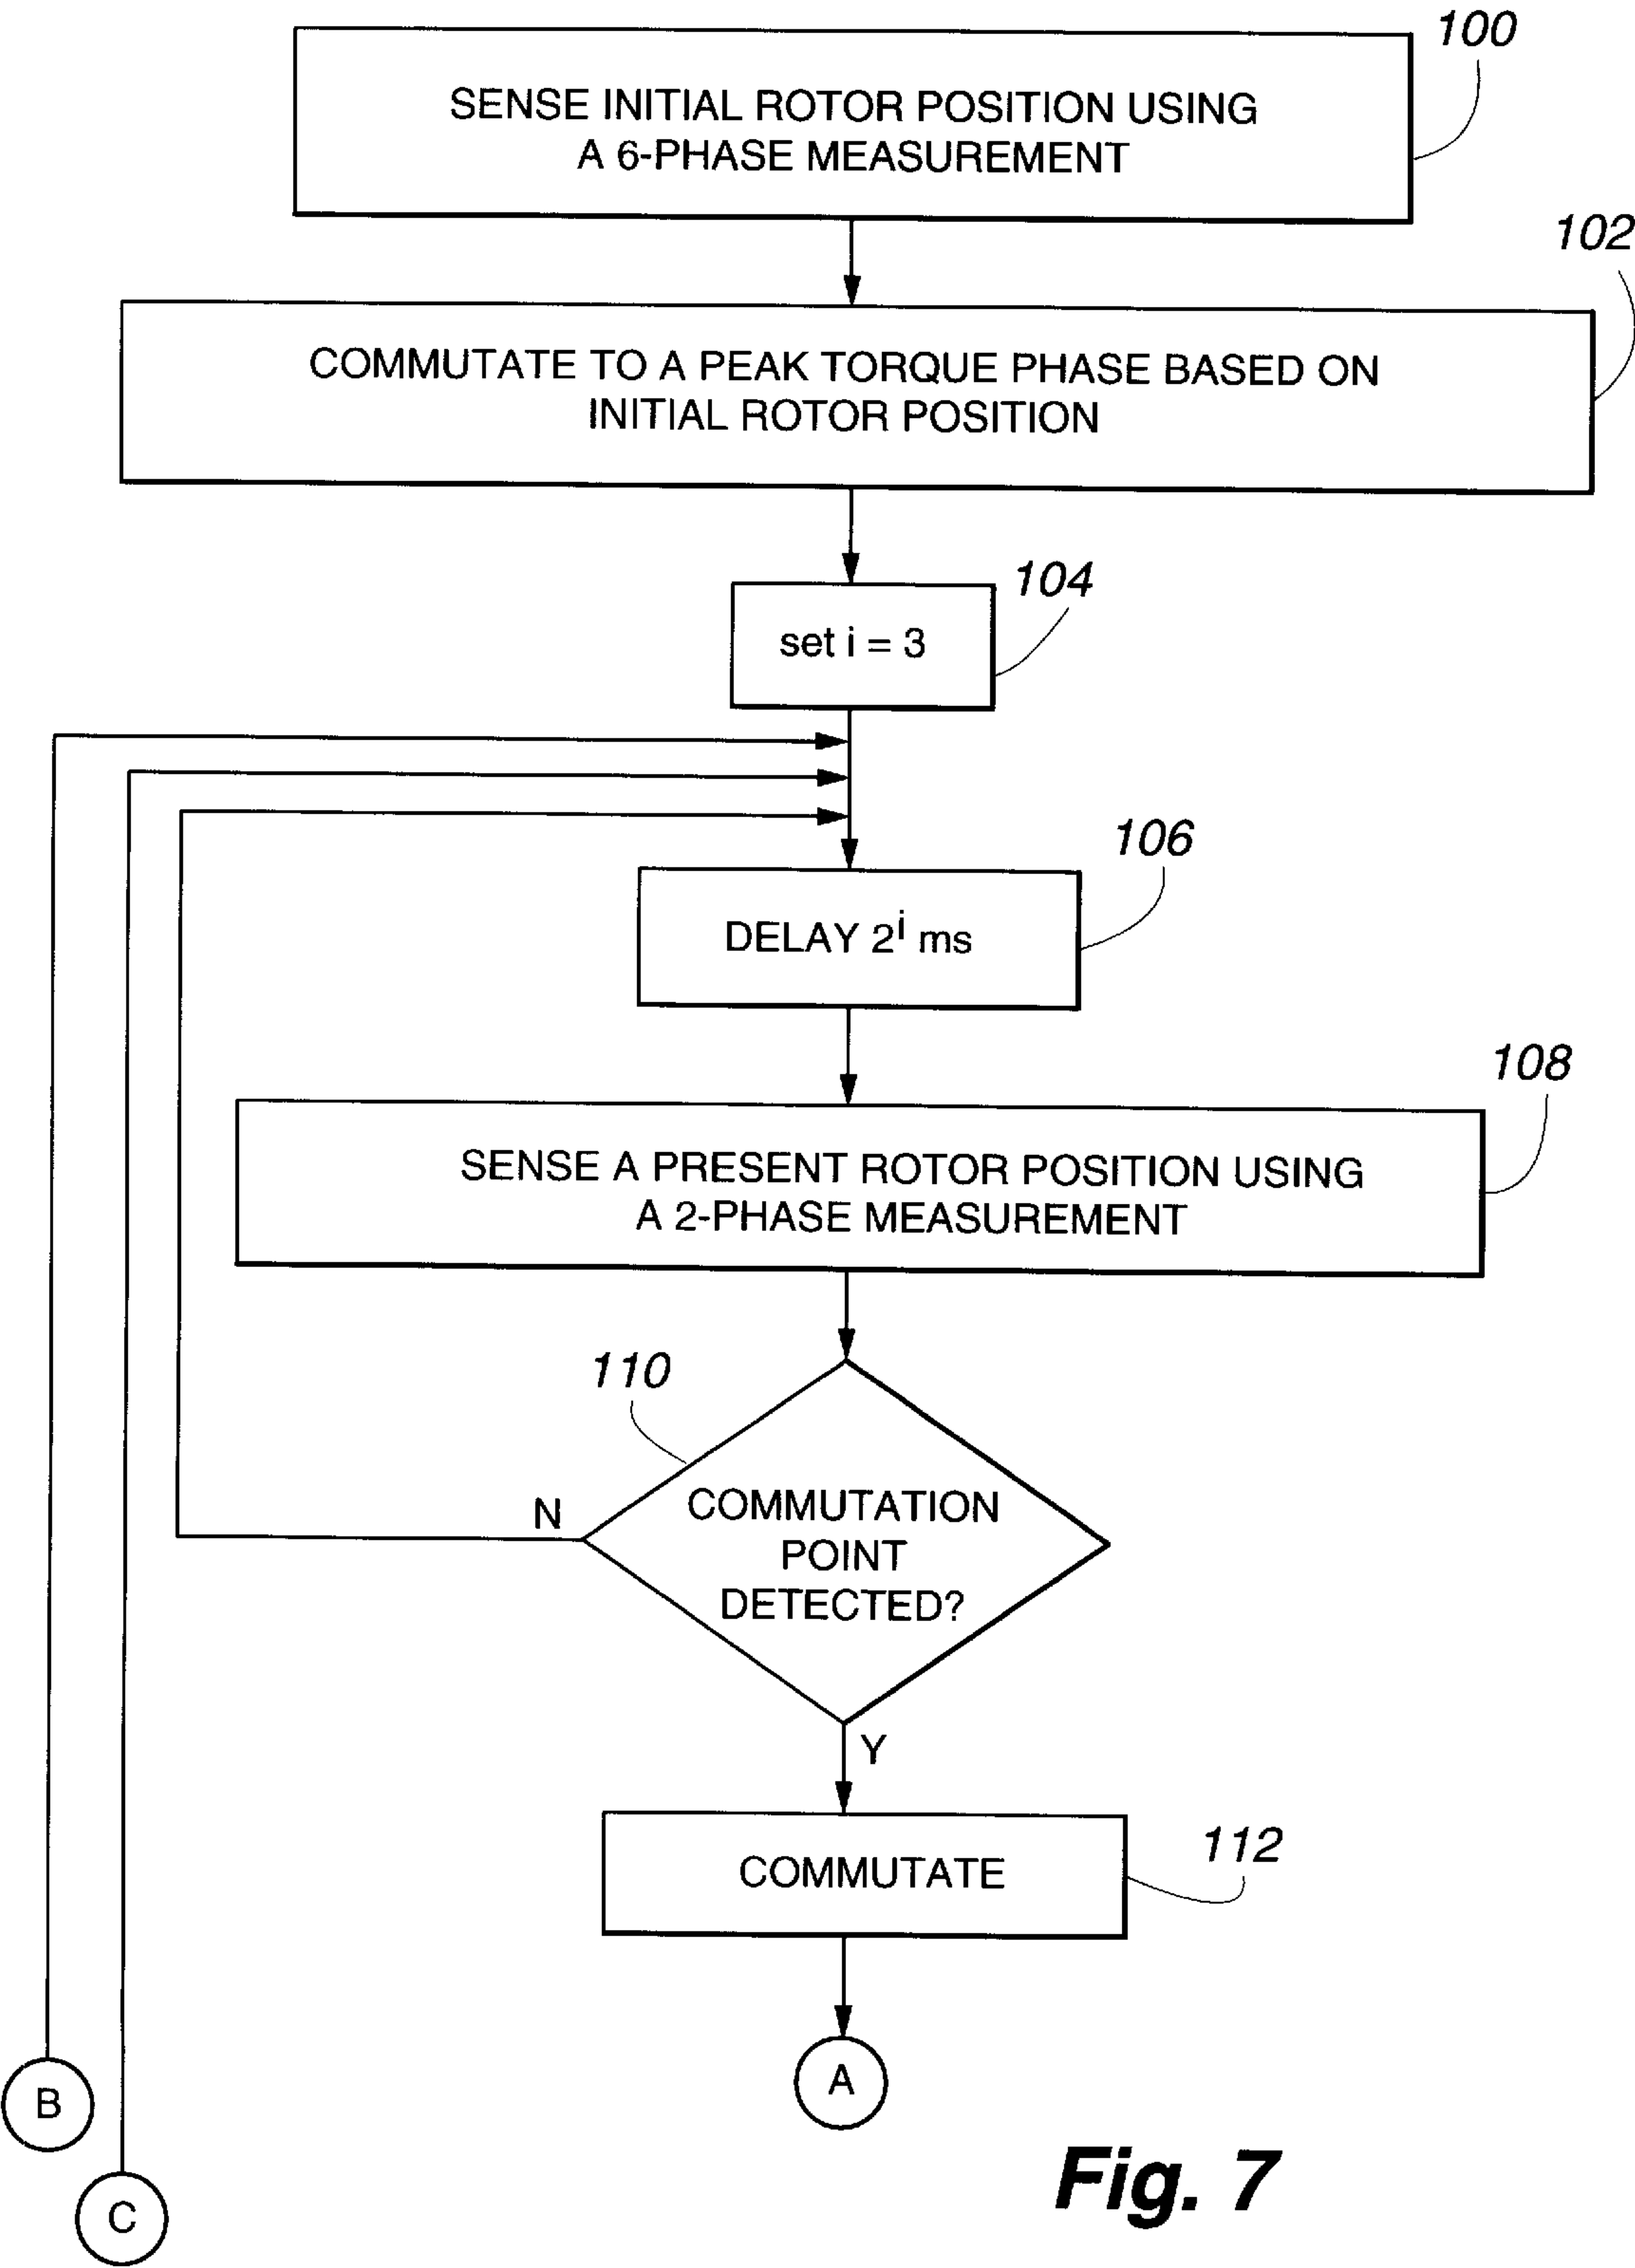 100
SENSE INITIAL ROTOR POSITION USING
A 6-PHASE MEASUREMENT
102
COMMUTATE TO A PEAK TORQUE PHASE BASED ON
INITIAL ROTOR POSITION
104
set i = 3
106
DELAY 2^i ms
108
SENSE A PRESENT ROTOR POSITION USING
A 2-PHASE MEASUREMENT
110
N
COMMUTATION
POINT
DETECTED?
Y
112
COMMUTATE
A
B
C
Fig. 7